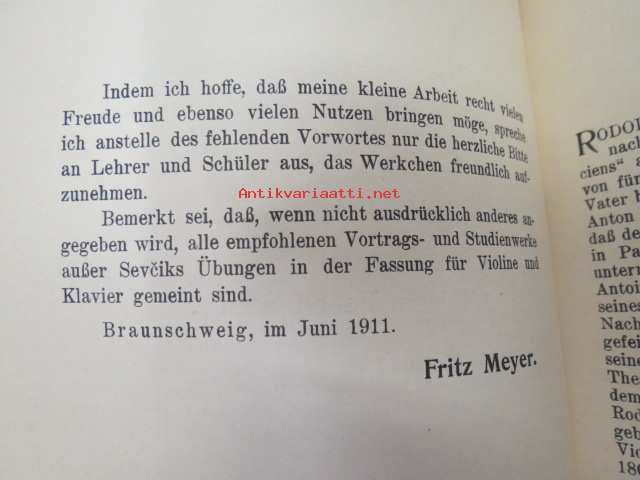 Indem ich hoffe, daß meine kleine Arbeit recht vielen
Freude und ebenso vielen Nutzen bringen möge, spreche
ich anstelle des fehlenden Vorwortes nur die herzliche Bitte
an Lehrer und Schüler aus, das Werkchen freundlich auf-
zunehmen.
Antikvariaatti.net
Bemerkt sei, daß, wenn nicht ausdrücklich anderes an-
gegeben wird, alle empfohlenen Vortrags- und Studienwerke
außer Sevčiks Übungen in der Fassung für Violine und
Klavier gemeint sind.
Braunschweig, im Juni 1911.
Fritz Meyer.
RODOL
nach
ciens“ a
von für
Vater b
Anton
daß de
in Pa
untern
Antoi
seines
Nach
gefei
seine
The
dem
Rod
geb
Vio
186